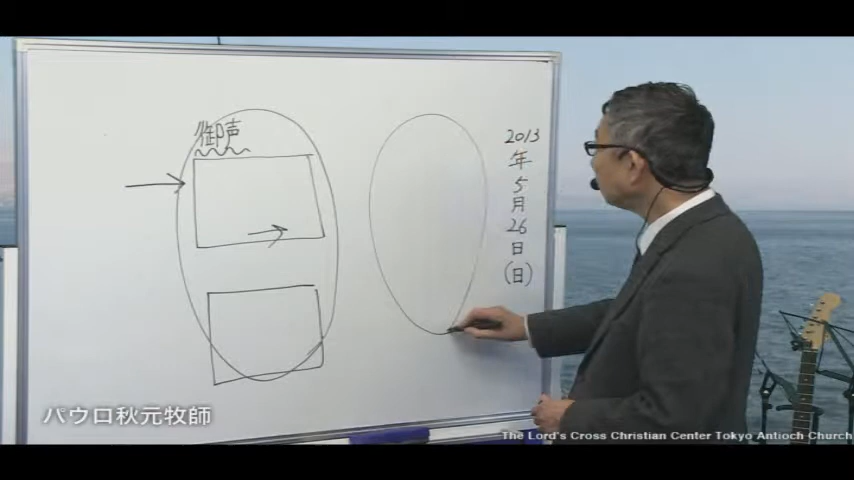 御声
2013
年
5
月
26
日
(日)
パウロ秋元牧師
The Lord's Cross Christian Center Tokyo Antioch Church